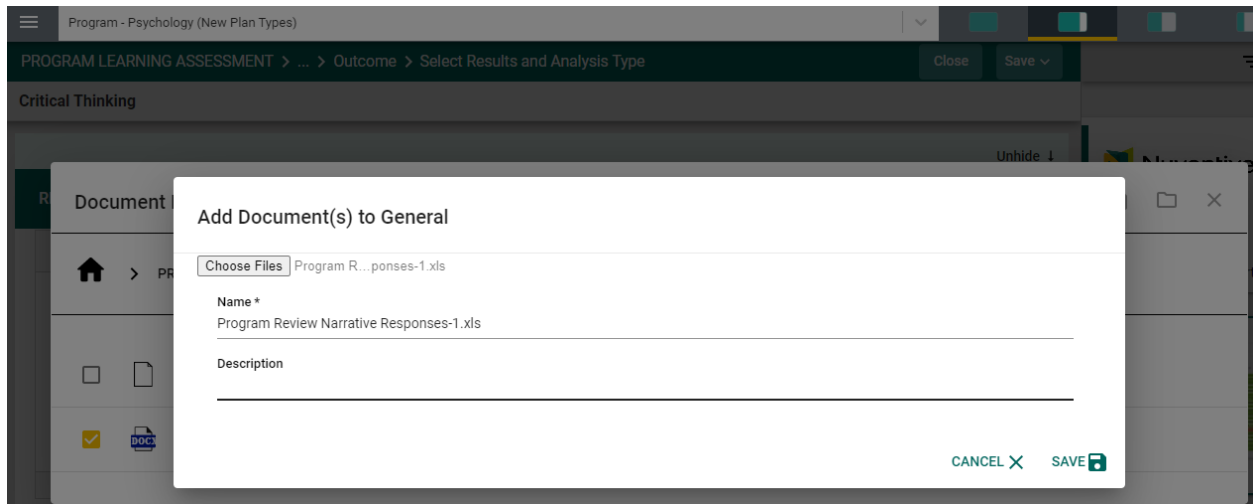 Program - Psychology (New Plan Types)
PROGRAM LEARNING ASSESSMENT > ... > Outcome > Select Results and Analysis Type
Close
Save
Critical Thinking
Unhide ↓
Document
Add Document(s) to General
Choose Files Program R...ponses-1.xls
> PR
Name *
Program Review Narrative Responses-1.xls
Description
DOCX
CANCEL
SAVE